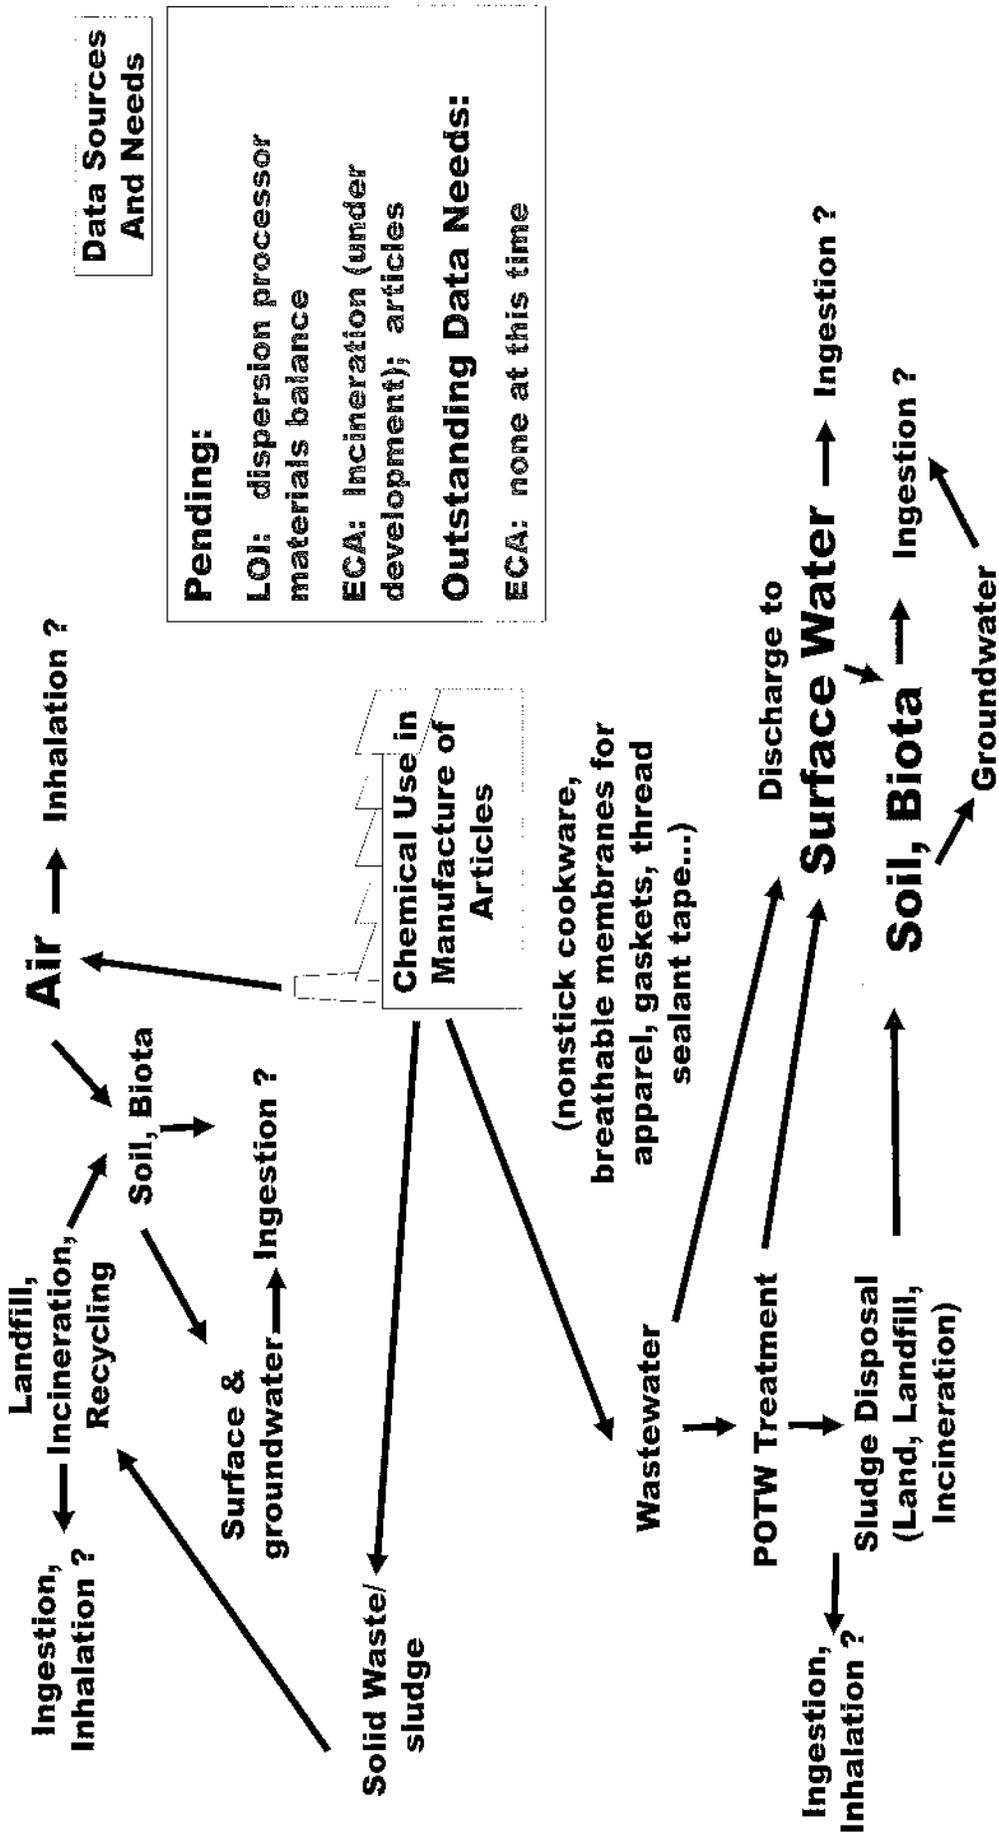 Data Sources
And Needs
Pending:
LOI: dispersion processor
materials balance
ECA: Incineration (under
development); articles
Outstanding Data Needs:
ECA: none at this time
Ingestion,
Inhalation ?
Landfill,
Incineration,
Recycling
Air
Inhalation ?
Soil, Biota
Surface &
groundwater
Ingestion ?
Solid Waste/
sludge
Chemical Use in
Manufacture of
Articles
(nonstick cookware,
breathable membranes for
apparel, gaskets, thread
sealant tape...)
Wastewater
POTW Treatment
Sludge Disposal
(Land, Landfill,
Incineration)
Ingestion,
Inhalation ?
Discharge to
Surface Water
Ingestion ?
Soil, Biota
Ingestion ?
Groundwater